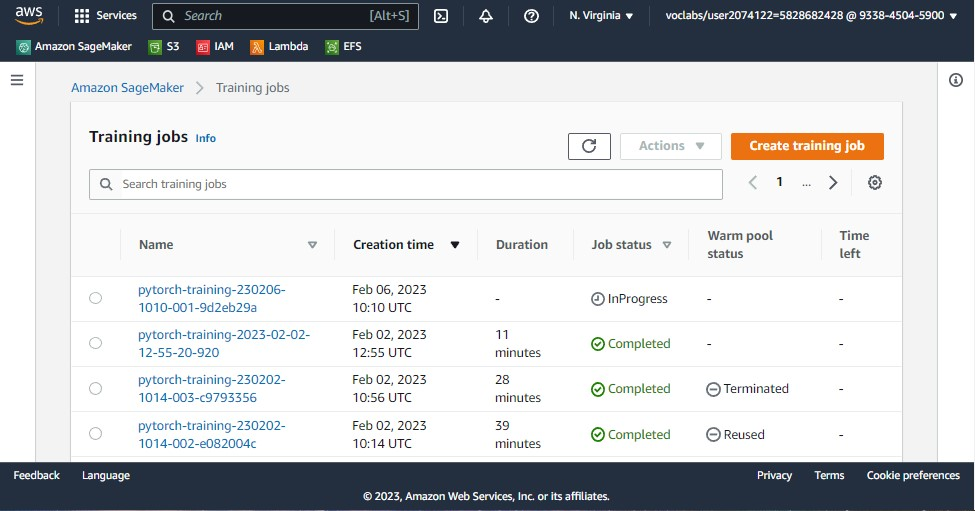 aws Services Search [Alt+S] N. Virginia voclabs/user2074122=5828682428 @ 9338-4504-5900
Amazon SageMaker S3 IAM Lambda EFS
Amazon SageMaker Training jobs
Training jobs Info
Actions Create training job
Search training jobs 1 ...
Name Creation time Duration Job status Warm pool
status Time
left
pytorch-training-230206-
1010-001-9d2eb29a Feb 06, 2023
10:10 UTC - InProgress - -
pytorch-training-2023-02-02-
12-55-20-920 Feb 02, 2023
12:55 UTC 11
minutes Completed - -
pytorch-training-230202-
1014-003-c9793356 Feb 02, 2023
10:56 UTC 28
minutes Completed Terminated -
pytorch-training-230202-
1014-002-e082004c Feb 02, 2023
10:14 UTC 39
minutes Completed Reused -
Feedback Language Privacy Terms Cookie preferences
© 2023, Amazon Web Services, Inc. or its affiliates.